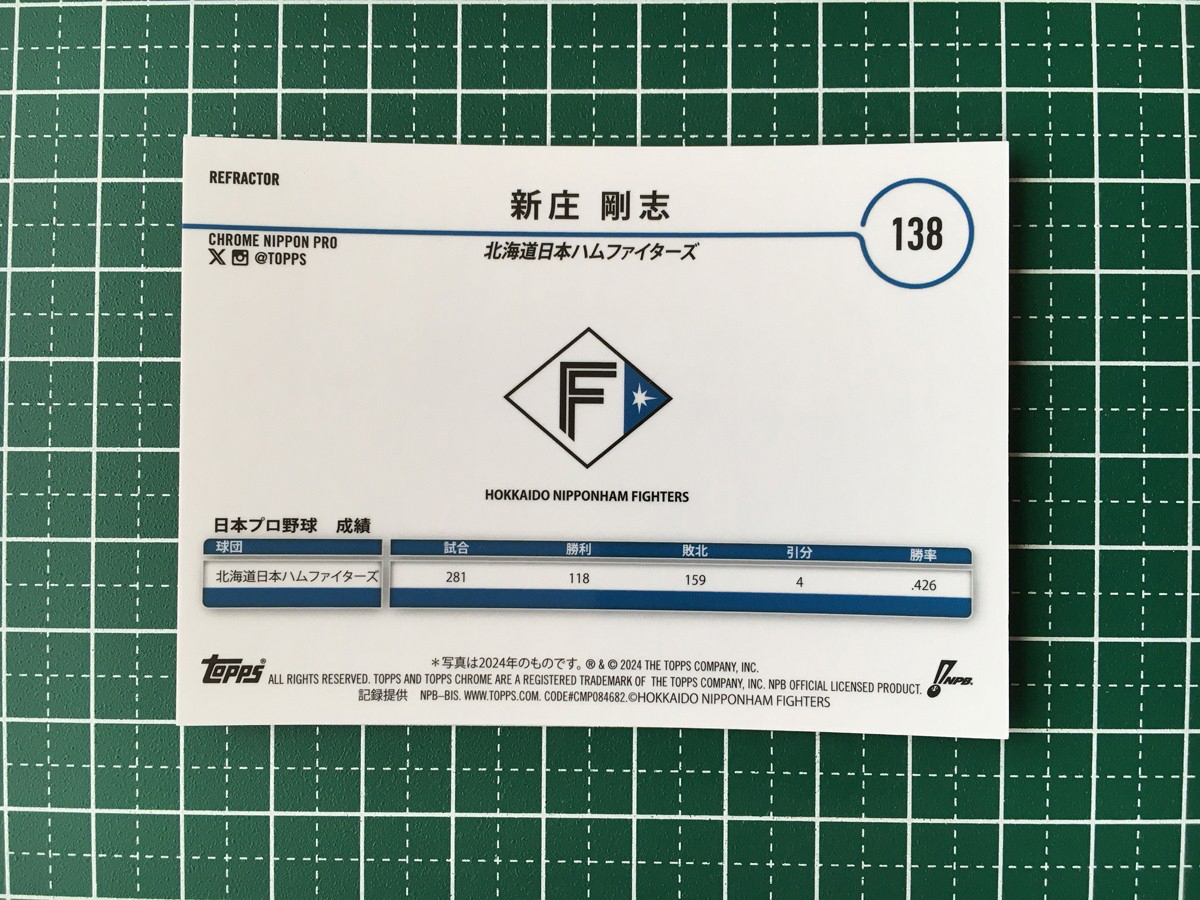 REFRACTOR
新庄 剛志
138
CHROME NIPPON PRO
@TOPPS
北海道日本ハムファイターズ
F
HOKKAIDO NIPPONHAM FIGHTERS
日本プロ野球 成績
球団 試合 勝利 敗北 引分 勝率
北海道日本ハムファイターズ 281 118 159 4 .426
topps®
＊写真は2024年のものです。® & © 2024 THE TOPPS COMPANY, INC.
ALL RIGHTS RESERVED. TOPPS AND TOPPS CHROME ARE A REGISTERED TRADEMARK OF THE TOPPS COMPANY, INC. NPB OFFICIAL LICENSED PRODUCT.
記録提供 NPB-BIS. WWW.TOPPS.COM. CODE#CMP084682.©HOKKAIDO NIPPONHAM FIGHTERS
NPB.